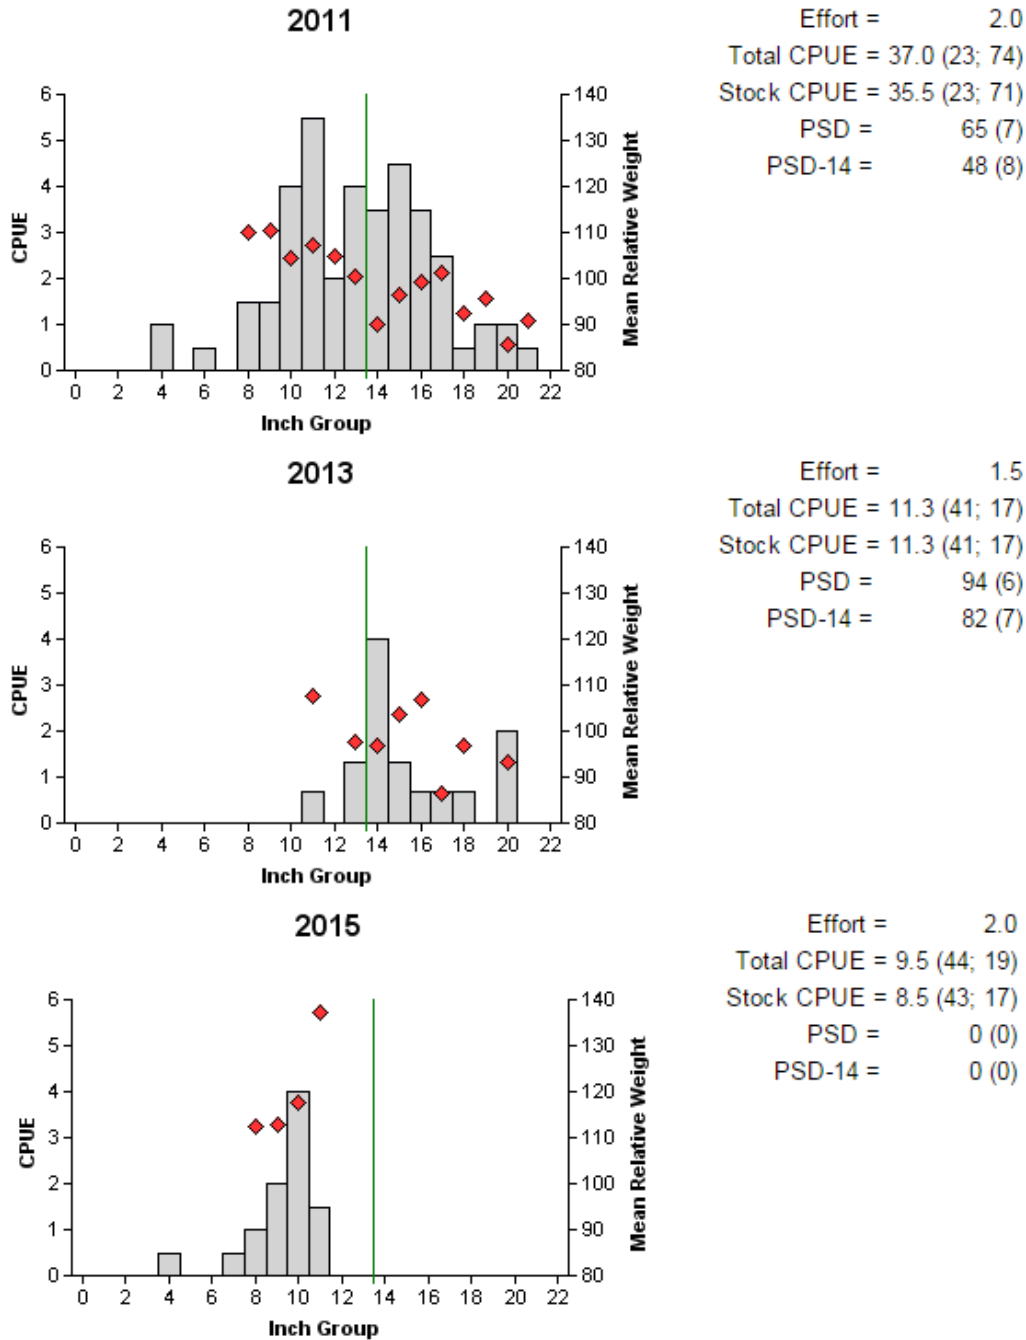 2011
Effort = 2.0
Total CPUE = 37.0 (23; 74)
Stock CPUE = 35.5 (23; 71)
PSD = 65 (7)
PSD-14 = 48 (8)
6 140
5 130
4 120
3 110
2 100
1 90
0 80
CPUE
Mean Relative Weight
0 2 4 6 8 10 12 14 16 18 20 22
Inch Group
2013
Effort = 1.5
Total CPUE = 11.3 (41; 17)
Stock CPUE = 11.3 (41; 17)
PSD = 94 (6)
PSD-14 = 82 (7)
6 140
5 130
4 120
3 110
2 100
1 90
0 80
CPUE
Mean Relative Weight
0 2 4 6 8 10 12 14 16 18 20 22
Inch Group
2015
Effort = 2.0
Total CPUE = 9.5 (44; 19)
Stock CPUE = 8.5 (43; 17)
PSD = 0 (0)
PSD-14 = 0 (0)
6 140
5 130
4 120
3 110
2 100
1 90
0 80
CPUE
Mean Relative Weight
0 2 4 6 8 10 12 14 16 18 20 22
Inch Group